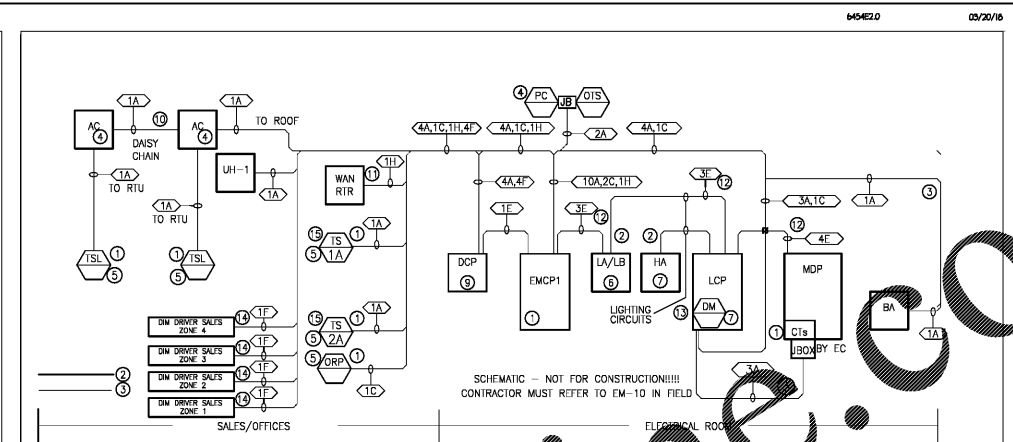 6454E2.0
03/20/18
4
PC
JB
OTS
1A
1A
10
AC
4
AC
4
TO ROOF
DAISY
CHAIN
4A,1C,1H,4F
4A,1C,1H
2A
4A,1C
UH-1
1A
TO RTU
1A
WAN
RTR
11
1H
4A,4F
10A,2C,1H
3E
12
3
1A
3A,1C
1A
TO RTU
1E
3E
12
12
4E
15
TS
1A
1
5
1A
TSL
1
5
TSL
1
5
DCP
9
EMCP1
1
2
LA/LB
6
2
HA
7
LCP
DM
7
MDP
BA
LIGHTING
CIRCUITS
13
1
CTs
JBOX
BY EC
1A
15
TS
2A
1
5
1A
5
ORP
1
1C
DIM DRIVER SALES
ZONE 4
14
1F
DIM DRIVER SALES
ZONE 3
14
1F
DIM DRIVER SALES
ZONE 2
14
1F
DIM DRIVER SALES
ZONE 1
14
1F
2
3
3A
SCHEMATIC – NOT FOR CONSTRUCTION!!!!!
CONTRACTOR MUST REFER TO EM-10 IN FIELD
SALES/OFFICES
ELECTRICAL ROOM